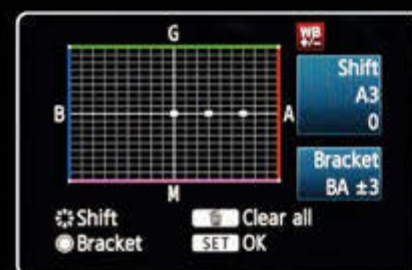 G
WB
+/-
B
A
M
Shift
A3
0
Bracket
BA ±3
Shift
Clear all
Bracket
SET OK